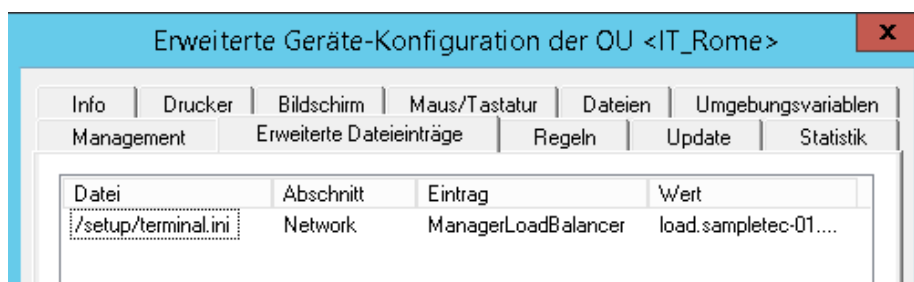 Erweiterte Geräte-Konfiguration der OU <IT_Rome>
x
Info Drucker Bildschirm Maus/Tastatur Dateien Umgebungsvariablen
Management Erweiterte Dateieinträge Regeln Update Statistik
Datei Abschnitt Eintrag Wert
/setup/terminal.ini Network ManagerLoadBalancer load.sampletec-01....